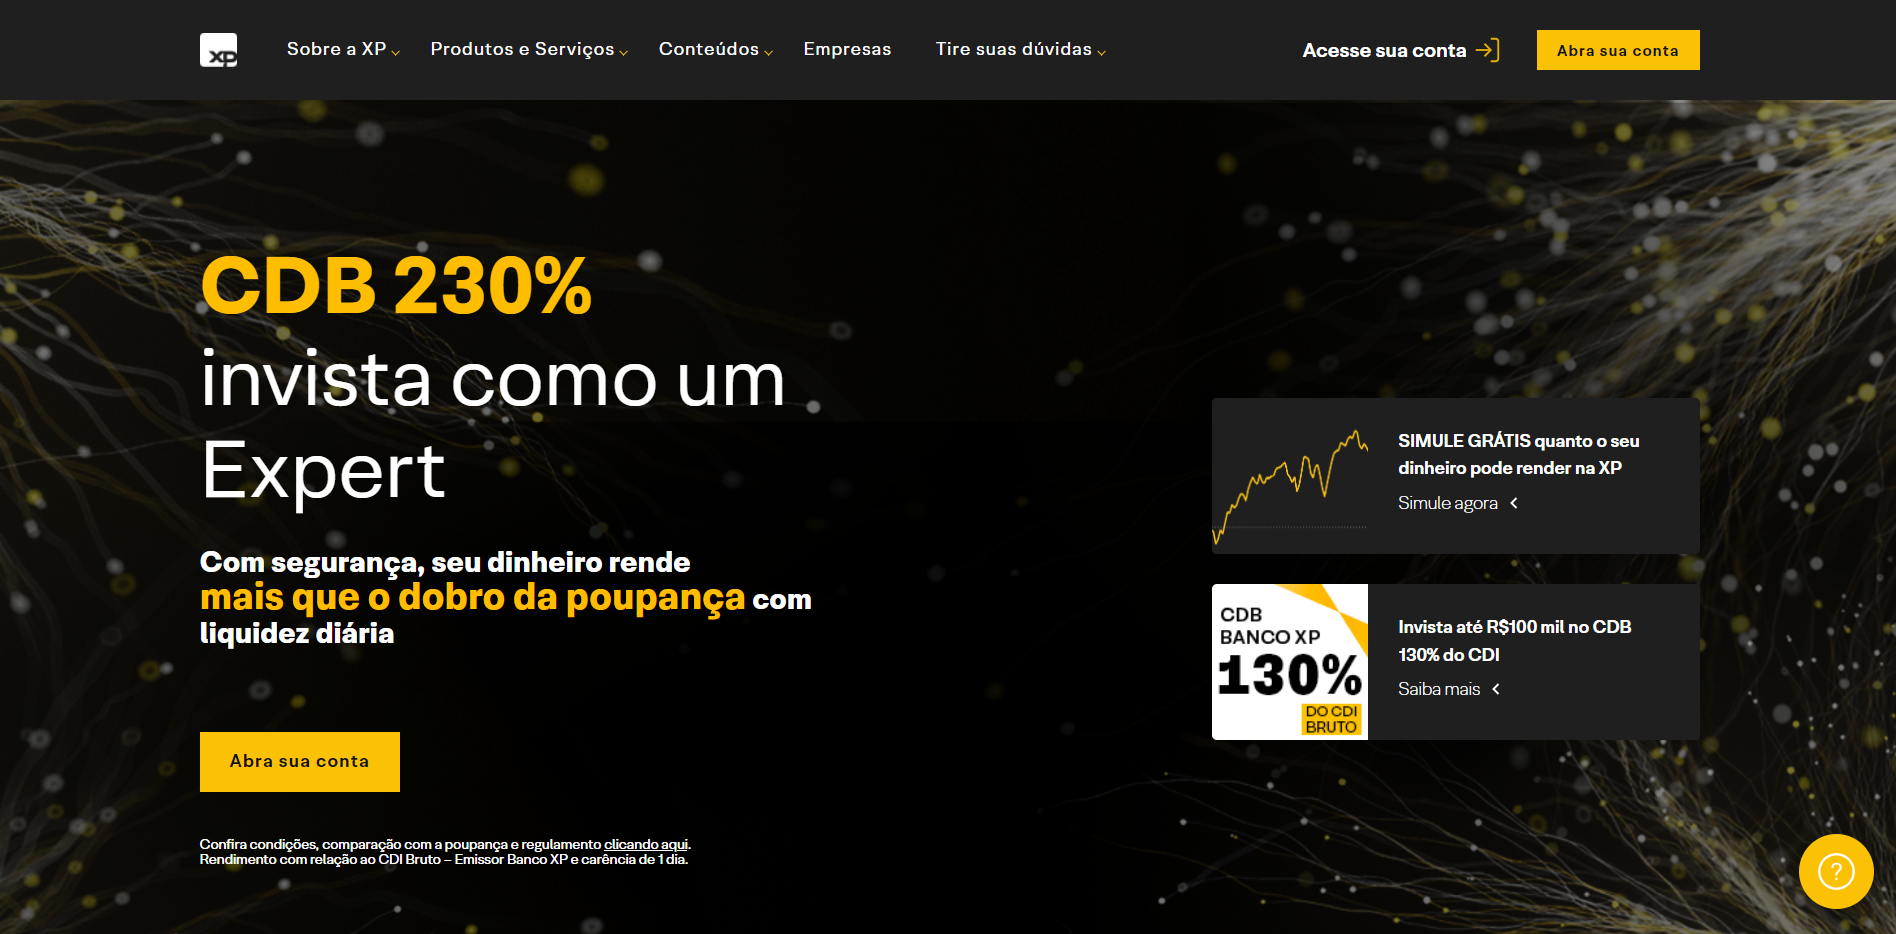 XP
Sobre a XP
Produtos e Serviços
Conteúdos
Empresas
Tire suas dúvidas
Acesse sua conta
Abra sua conta
CDB 230%
invista como um
Expert
Com segurança, seu dinheiro rende
mais que o dobro da poupança com
liquidez diária
Abra sua conta
Confira condições, comparação com a poupança e regulamento clicando aqui.
Rendimento com relação ao CDI Bruto – Emissor Banco XP e carência de 1 dia.
SIMULE GRÁTIS quanto o seu
dinheiro pode render na XP
Simule agora
CDB
BANCO XP
130%
DO CDI
BRUTO
Invista até R$100 mil no CDB
130% do CDI
Saiba mais
?